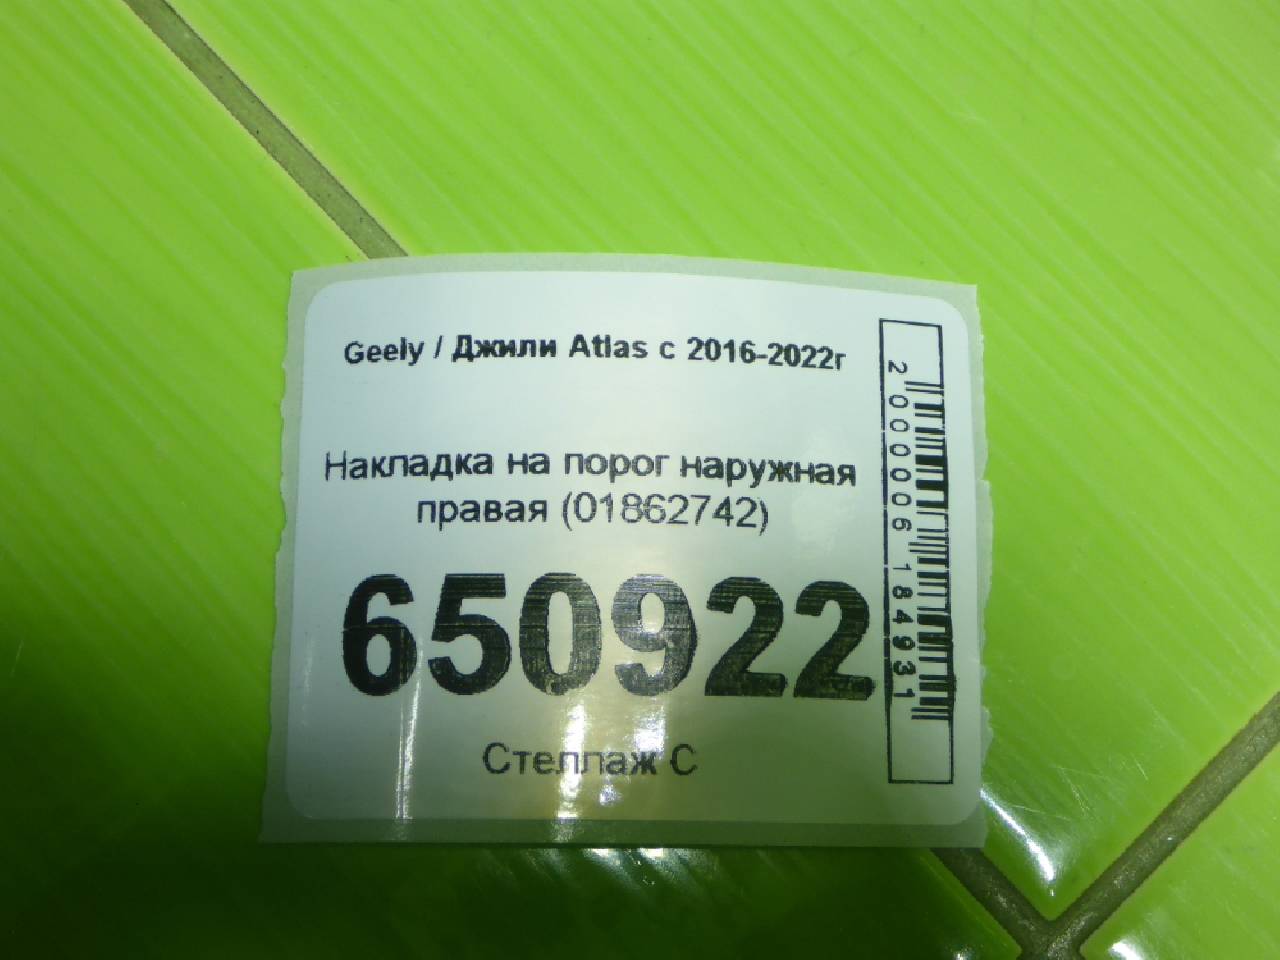 Geely / Джили Atlas с 2016-2022г
Накладка на порог наружная
правая (01862742)
650922
Стеллаж С
2000006184931